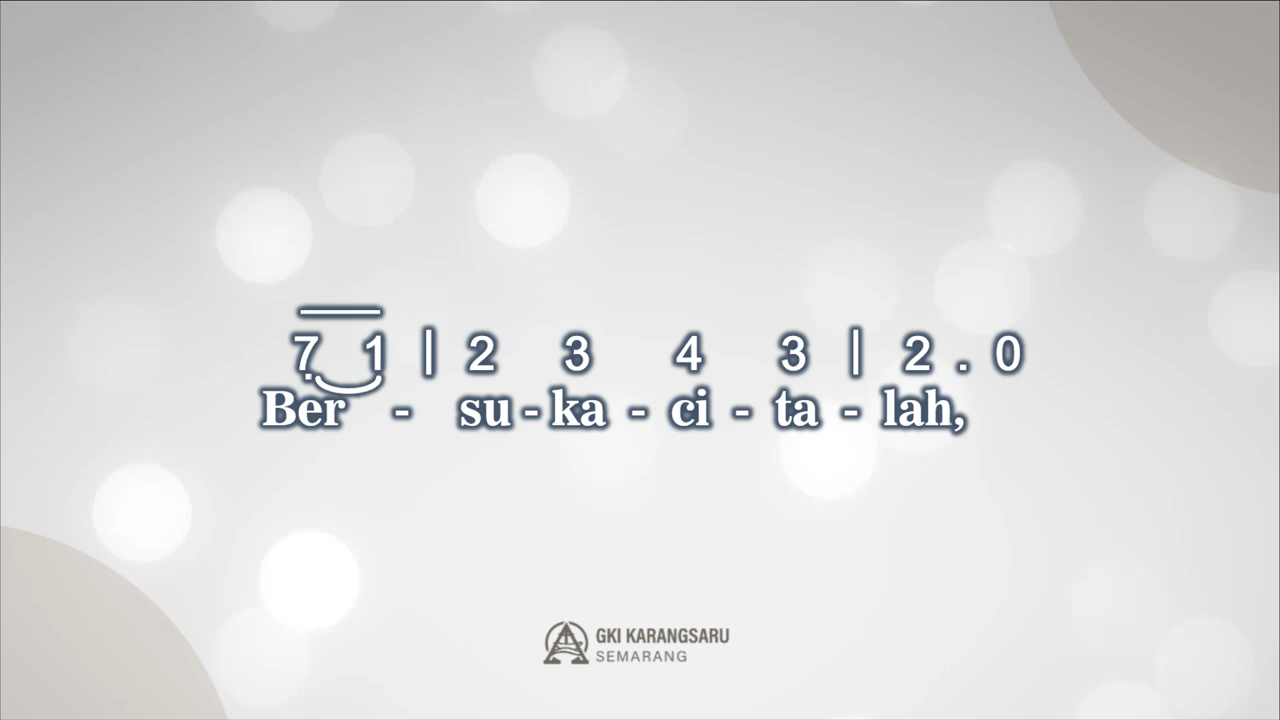 7̣ 1 | 2 3 4 3 | 2 . 0
Ber - su - ka - ci - ta - lah,
GKI KARANGSARU
SEMARANG